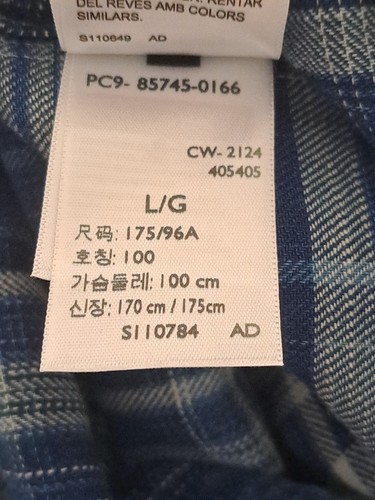 DEL REVÉS AMB COLORS
SIMILARS.
S110649 AD
PC9- 85745-0166
CW- 2124
405405
L/G
尺码: 175/96A
호칭: 100
가슴둘레: 100 cm
신장: 170 cm / 175cm
S110784 AD